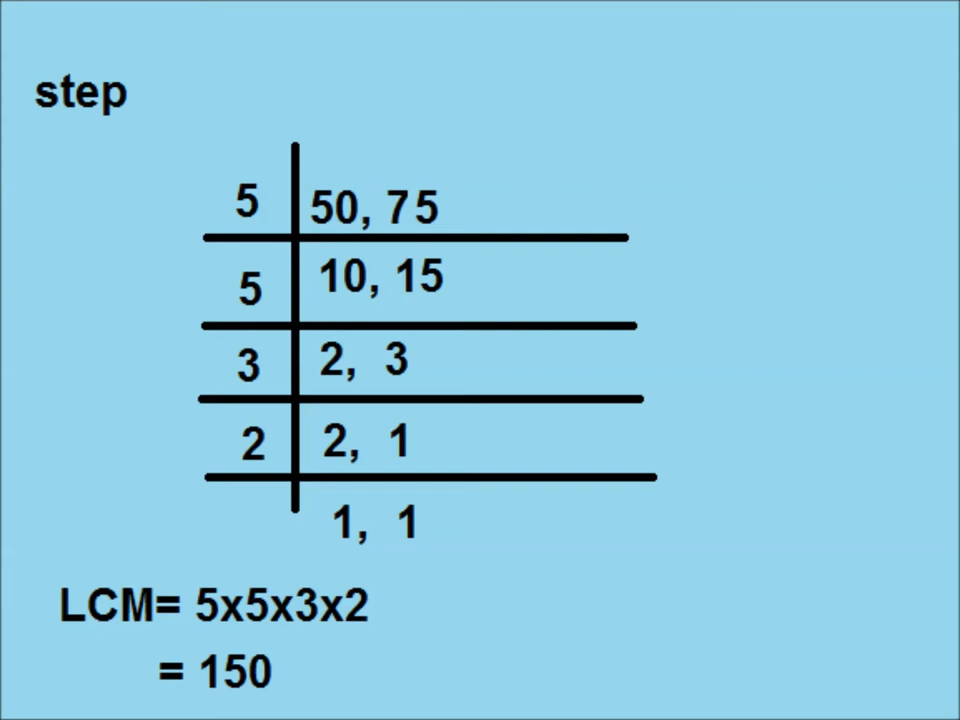 step
5 50, 75
5 10, 15
3 2, 3
2 2, 1
1, 1
LCM= 5x5x3x2
= 150